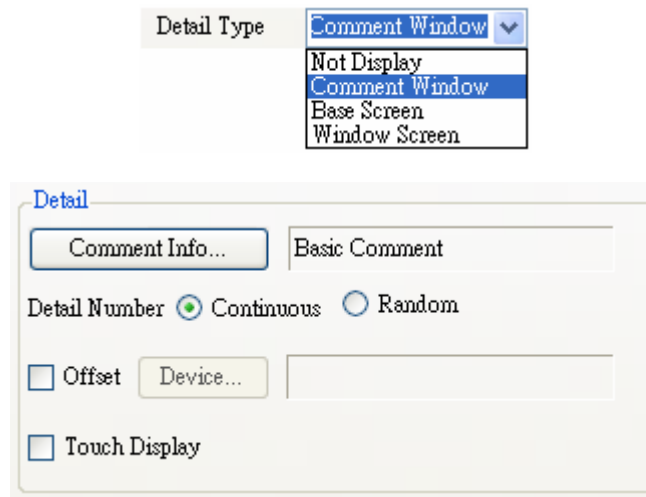 Detail Type Comment Window
Not Display
Comment Window
Base Screen
Window Screen
Detail
Comment Info... Basic Comment
Detail Number Continuous Random
Offset Device...
Touch Display